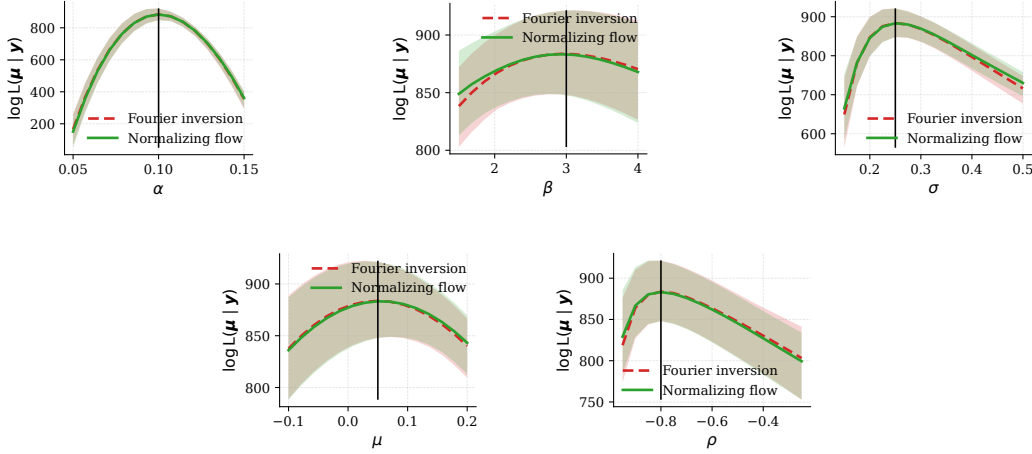 log L(μ | y)
800
600
400
200
Fourier inversion
Normalizing flow
0.05
0.10
0.15
α
log L(μ | y)
900
850
800
Fourier inversion
Normalizing flow
2
3
4
β
log L(μ | y)
900
800
700
600
Fourier inversion
Normalizing flow
0.2
0.3
0.4
0.5
σ
log L(μ | y)
900
850
800
Fourier inversion
Normalizing flow
−0.1
0.0
0.1
0.2
μ
log L(μ | y)
900
850
800
750
Fourier inversion
Normalizing flow
−0.8
−0.6
−0.4
ρ